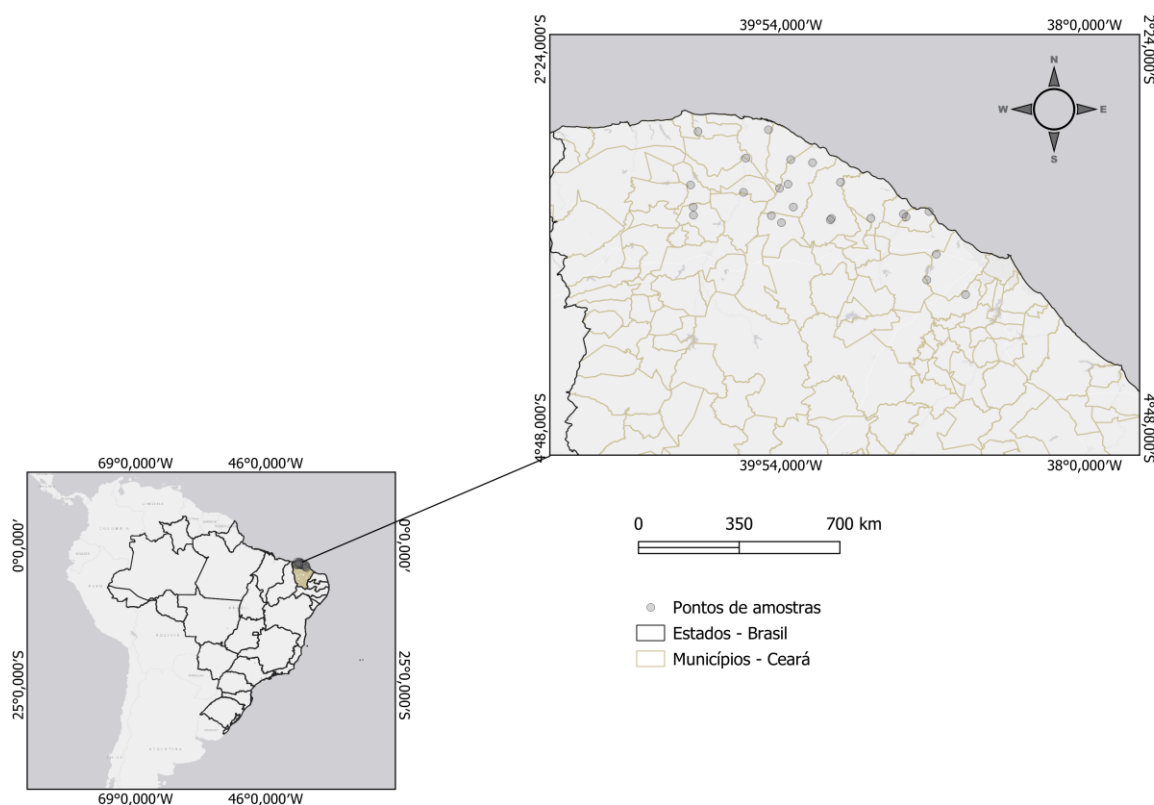 39°54,000'W 38°0,000'W
2°24,000'S 2°24,000'S
N
W E
S
4°48,000'S 4°48,000'S
39°54,000'W 38°0,000'W
69°0,000'W 46°0,000'W
0°0,000' 0°0,000'
25°0,000'S 25°0,000'S
69°0,000'W 46°0,000'W
0 350 700 km
Pontos de amostras
Estados - Brasil
Municípios - Ceará